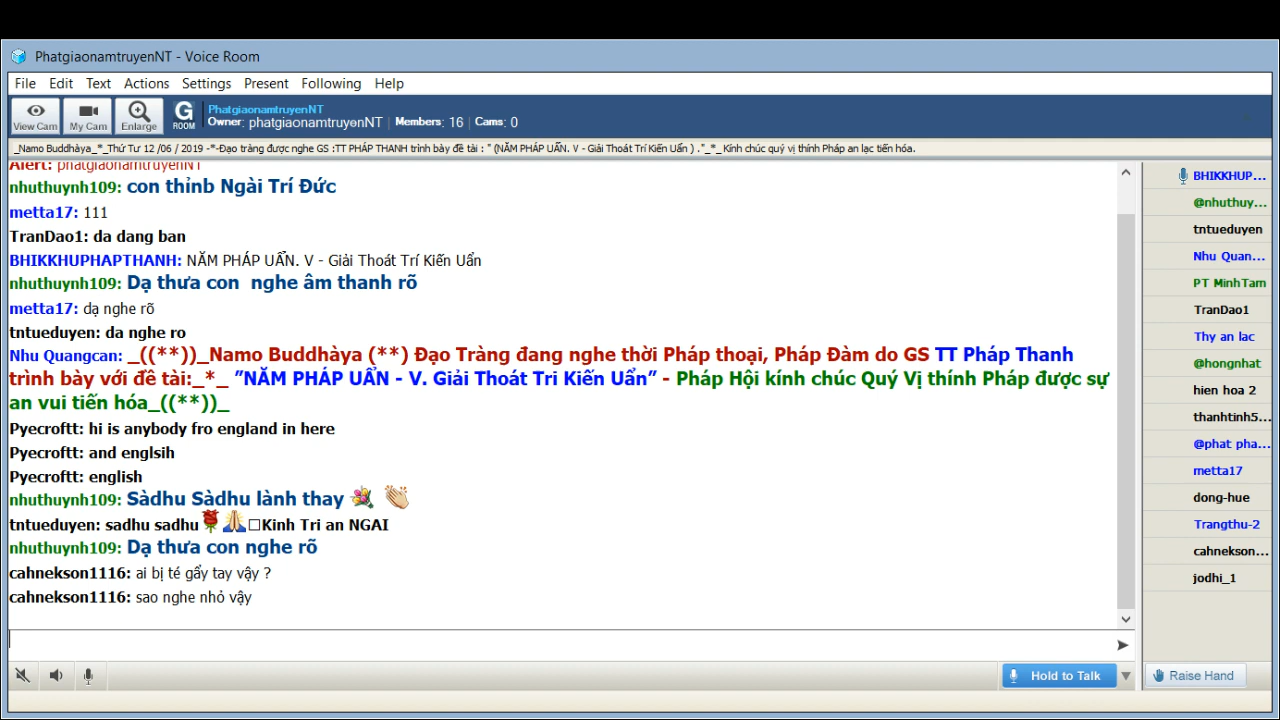 PhatgiaonamtruyenNT - Voice Room
File Edit Text Actions Settings Present Following Help
View Cam My Cam Enlarge G ROOM
PhatgiaonamtruyenNT
Owner: phatgiaonamtruyenNT | Members: 16 | Cams: 0
_Namo Buddhàya_*_Thứ Tư 12 /06 / 2019 -*-Đạo tràng được nghe GS :TT PHÁP THANH trình bày đề tài : " (NĂM PHÁP UẨN. V - Giải Thoát Trí Kiến Uẩn ) ."_*_ Kính chúc quý vị thính Pháp an lạc tiến hóa.
Alert: phatgiaonamtruyenNT
nhuthuynh109: con thỉnb Ngài Trí Đức
metta17: 111
TranDao1: da dang ban
BHIKKHUPHAPTHANH: NĂM PHÁP UẨN. V - Giải Thoát Trí Kiến Uẩn
nhuthuynh109: Dạ thưa con nghe âm thanh rõ
metta17: dạ nghe rõ
tntueduyen: da nghe ro
Nhu Quangcan: _((**))_Namo Buddhàya (**) Đạo Tràng đang nghe thời Pháp thoại, Pháp Đàm do GS TT Pháp Thanh
trình bày với đề tài:_*_ ”NĂM PHÁP UẨN - V. Giải Thoát Tri Kiến Uẩn” - Pháp Hội kính chúc Quý Vị thính Pháp được sự
an vui tiến hóa_((**))_
Pyecroftt: hi is anybody fro england in here
Pyecroftt: and englsih
Pyecroftt: english
nhuthuynh109: Sàdhu Sàdhu lành thay 💐 👏
tntueduyen: sadhu sadhu🌹🙏□Kinh Tri an NGAI
nhuthuynh109: Dạ thưa con nghe rõ
cahnekson1116: ai bị té gẩy tay vậy ?
cahnekson1116: sao nghe nhỏ vậy
BHIKKHUP...
@nhuthuy...
tntueduyen
Nhu Quan...
PT MinhTam
TranDao1
Thy an lac
@hongnhat
hien hoa 2
thanhtinh5...
@phat pha...
metta17
dong-hue
Trangthu-2
cahnekson...
jodhi_1
Hold to Talk
Raise Hand